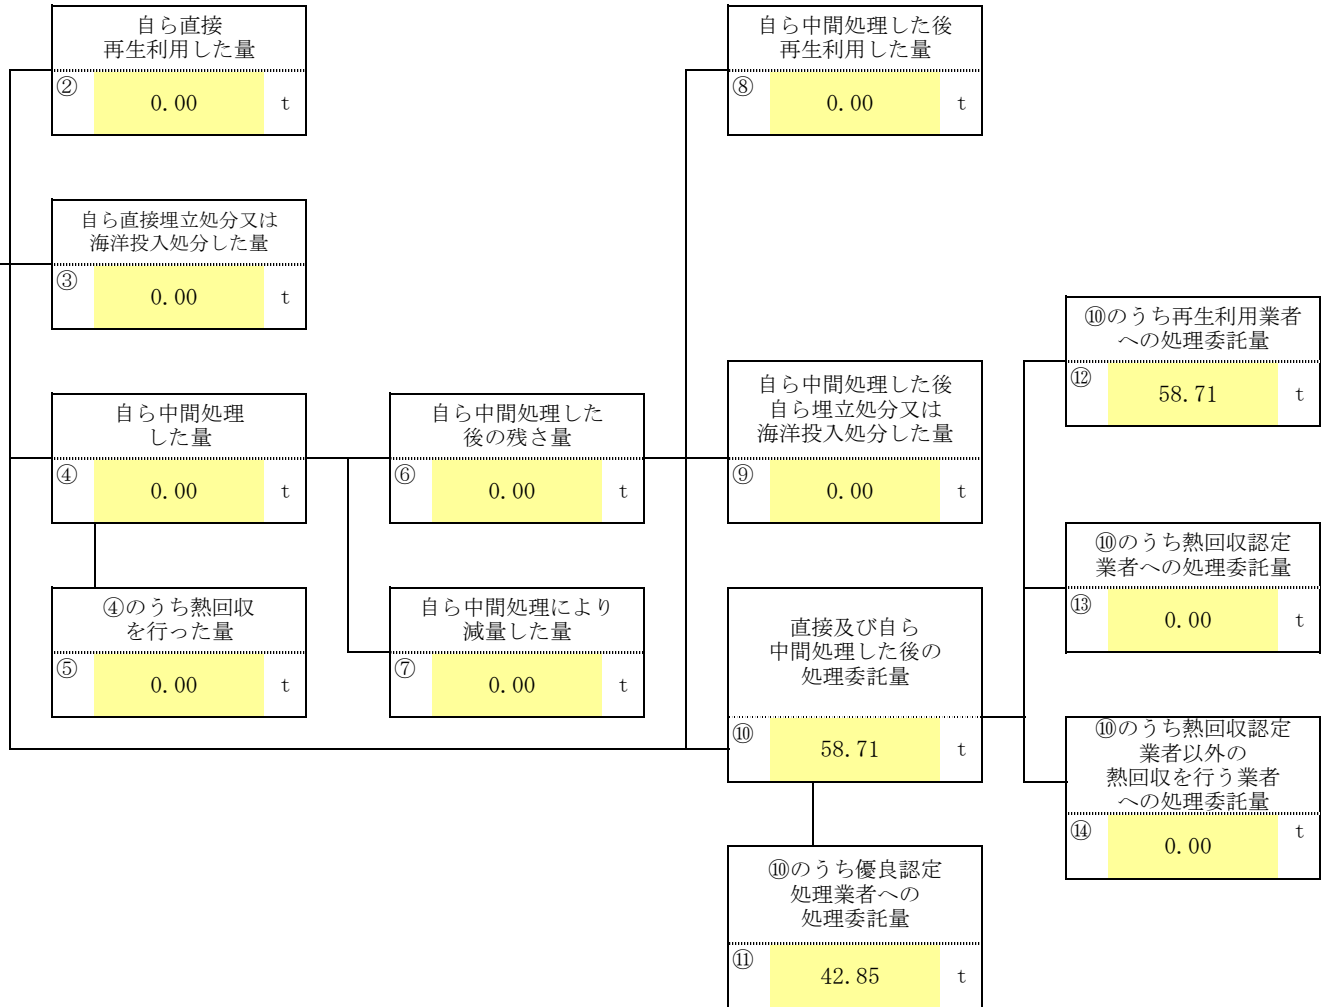 自ら直接
再生利用した量
②
0.00
t
自ら直接埋立処分又は
海洋投入処分した量
③
0.00
t
自ら中間処理
した量
④
0.00
t
④のうち熱回収
を行った量
⑤
0.00
t
自ら中間処理した
後の残さ量
⑥
0.00
t
自ら中間処理により
減量した量
⑦
0.00
t
自ら中間処理した後
再生利用した量
⑧
0.00
t
自ら中間処理した後
自ら埋立処分又は
海洋投入処分した量
⑨
0.00
t
直接及び自ら
中間処理した後の
処理委託量
⑩
58.71
t
⑩のうち優良認定
処理業者への
処理委託量
⑪
42.85
t
⑩のうち再生利用業者
への処理委託量
⑫
58.71
t
⑩のうち熱回収認定
業者への処理委託量
⑬
0.00
t
⑩のうち熱回収認定
業者以外の
熱回収を行う業者
への処理委託量
⑭
0.00
t